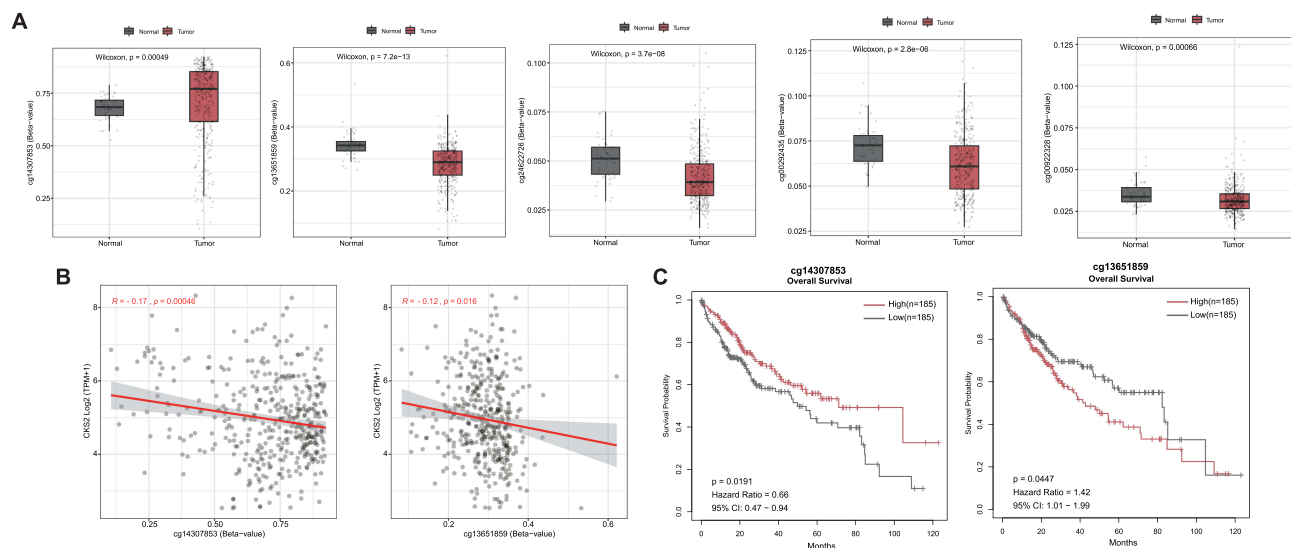 A
Normal Tumor
Wilcoxon, p = 0.00049
0.75
0.50
0.25
cg14307853 (Beta−value)
Normal Tumor
Normal Tumor
Wilcoxon, p = 7.2e−13
0.6
0.4
0.2
cg13651859 (Beta−value)
Normal Tumor
Normal Tumor
Wilcoxon, p = 3.7e−08
0.100
0.075
0.050
0.025
cg24622726 (Beta−value)
Normal Tumor
Normal Tumor
Wilcoxon, p = 2.8e−06
0.125
0.100
0.075
0.050
0.025
cg00292435 (Beta−value)
Normal Tumor
Normal Tumor
Wilcoxon, p = 0.00066
0.125
0.100
0.075
0.050
0.025
0.000
cg00922328 (Beta−value)
Normal Tumor
B
R = - 0.17 , p = 0.00046
8
6
4
CKS2 Log2 (TPM+1)
0.25 0.50 0.75
cg14307853 (Beta−value)
R = - 0.12 , p = 0.016
8
6
4
CKS2 Log2 (TPM+1)
0.2 0.4 0.6
cg13651859 (Beta−value)
C
cg14307853
Overall Survival
High(n=185)
Low(n=185)
1.0
0.8
0.6
0.4
0.2
0.0
Survival Probability
p = 0.0191
Hazard Ratio = 0.66
95% CI: 0.47 − 0.94
0 20 40 60 80 100 120
Months
cg13651859
Overall Survival
High(n=185)
Low(n=185)
1.0
0.8
0.6
0.4
0.2
0.0
Survival Probability
p = 0.0447
Hazard Ratio = 1.42
95% CI: 1.01 − 1.99
0 20 40 60 80 100 120
Months